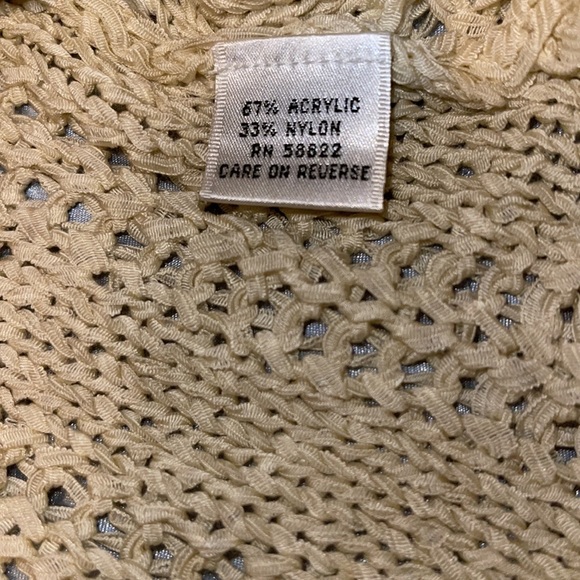 67% ACRYLIC
33% NYLON
RN 58822
CARE ON REVERSE